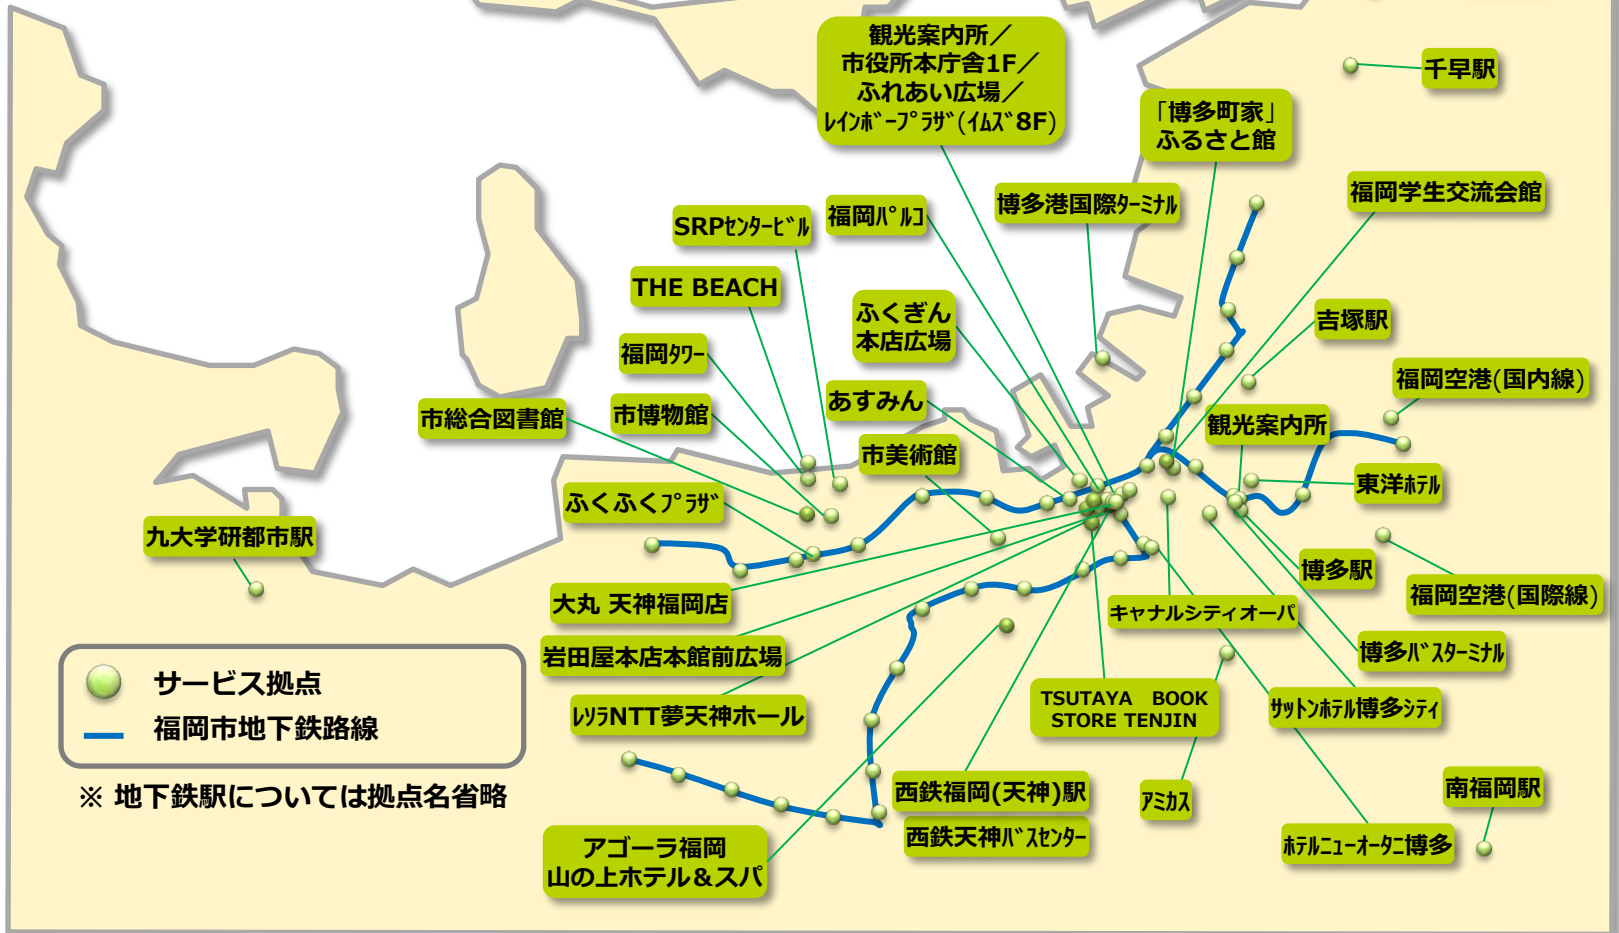 観光案内所／
市役所本庁舎1F／
ふれあい広場／
ﾚｲﾝﾎﾞｰﾌﾟﾗｻﾞ(ｲﾑｽﾞ8F)
千早駅
「博多町家」
ふるさと館
福岡学生交流会館
博多港国際ﾀｰﾐﾅﾙ
福岡ﾊﾟﾙｺ
SRPｾﾝﾀｰﾋﾞﾙ
THE BEACH
ふくぎん
本店広場
吉塚駅
福岡ﾀﾜｰ
福岡空港(国内線)
あすみん
市博物館
市総合図書館
観光案内所
市美術館
東洋ﾎﾃﾙ
ふくふくﾌﾟﾗｻﾞ
九大学研都市駅
博多駅
福岡空港(国際線)
大丸 天神福岡店
キャナルシティオーパ
岩田屋本店本館前広場
博多ﾊﾞｽﾀｰﾐﾅﾙ
サービス拠点
福岡市地下鉄路線
ﾚｿﾗNTT夢天神ホール
TSUTAYA　BOOK
STORE TENJIN
ｻｯﾄﾝﾎﾃﾙ博多ｼﾃｨ
※ 地下鉄駅については拠点名省略
西鉄福岡(天神)駅
ｱﾐｶｽ
南福岡駅
西鉄天神ﾊﾞｽｾﾝﾀｰ
ﾎﾃﾙﾆｭｰｵｰﾀﾆ博多
アゴーラ福岡
山の上ホテル＆スパ